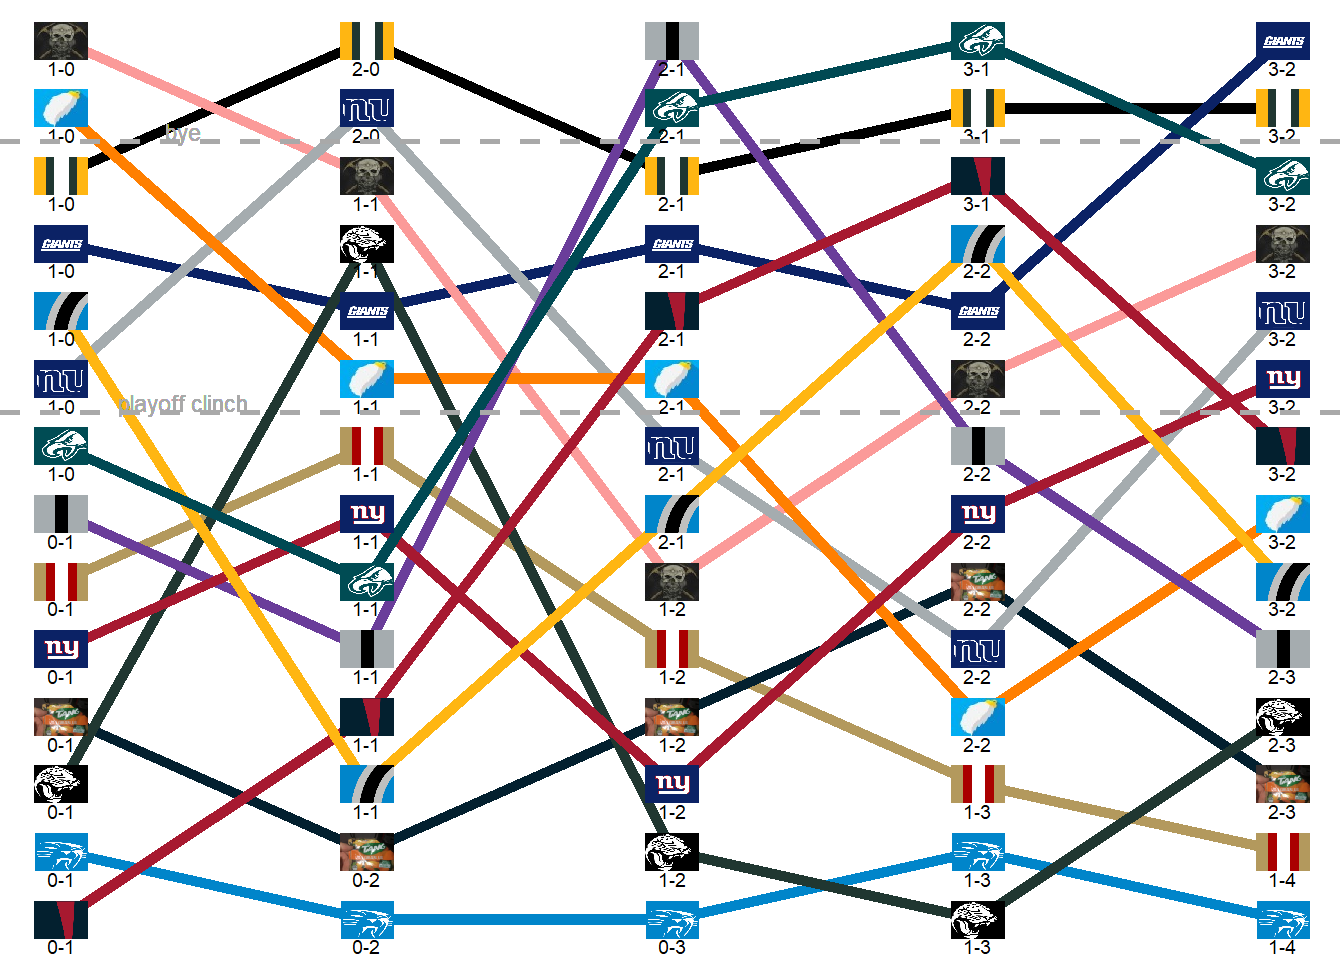 GIANTS
1-0 2-0 2-1 3-1 3-2
nu
1-0 2-0 2-1 3-1 3-2
bye
1-0 1-1 2-1 3-1 3-2
GIANTS GIANTS
1-0 1-1 2-1 2-2 3-2
GIANTS GIANTS nu
1-0 1-1 2-1 2-2 3-2
nu ny
1-0 1-1 2-1 2-2 3-2
playoff clinch
nu
1-0 1-1 2-1 2-2 3-2
ny ny
0-1 1-1 2-1 2-2 3-2
0-1 1-1 1-2 2-2 3-2
ny nu
0-1 1-1 1-2 2-2 2-3
0-1 1-1 1-2 2-2 2-3
ny
0-1 1-1 1-2 1-3 2-3
0-1 0-2 1-2 1-3 1-4
0-1 0-2 0-3 1-3 1-4